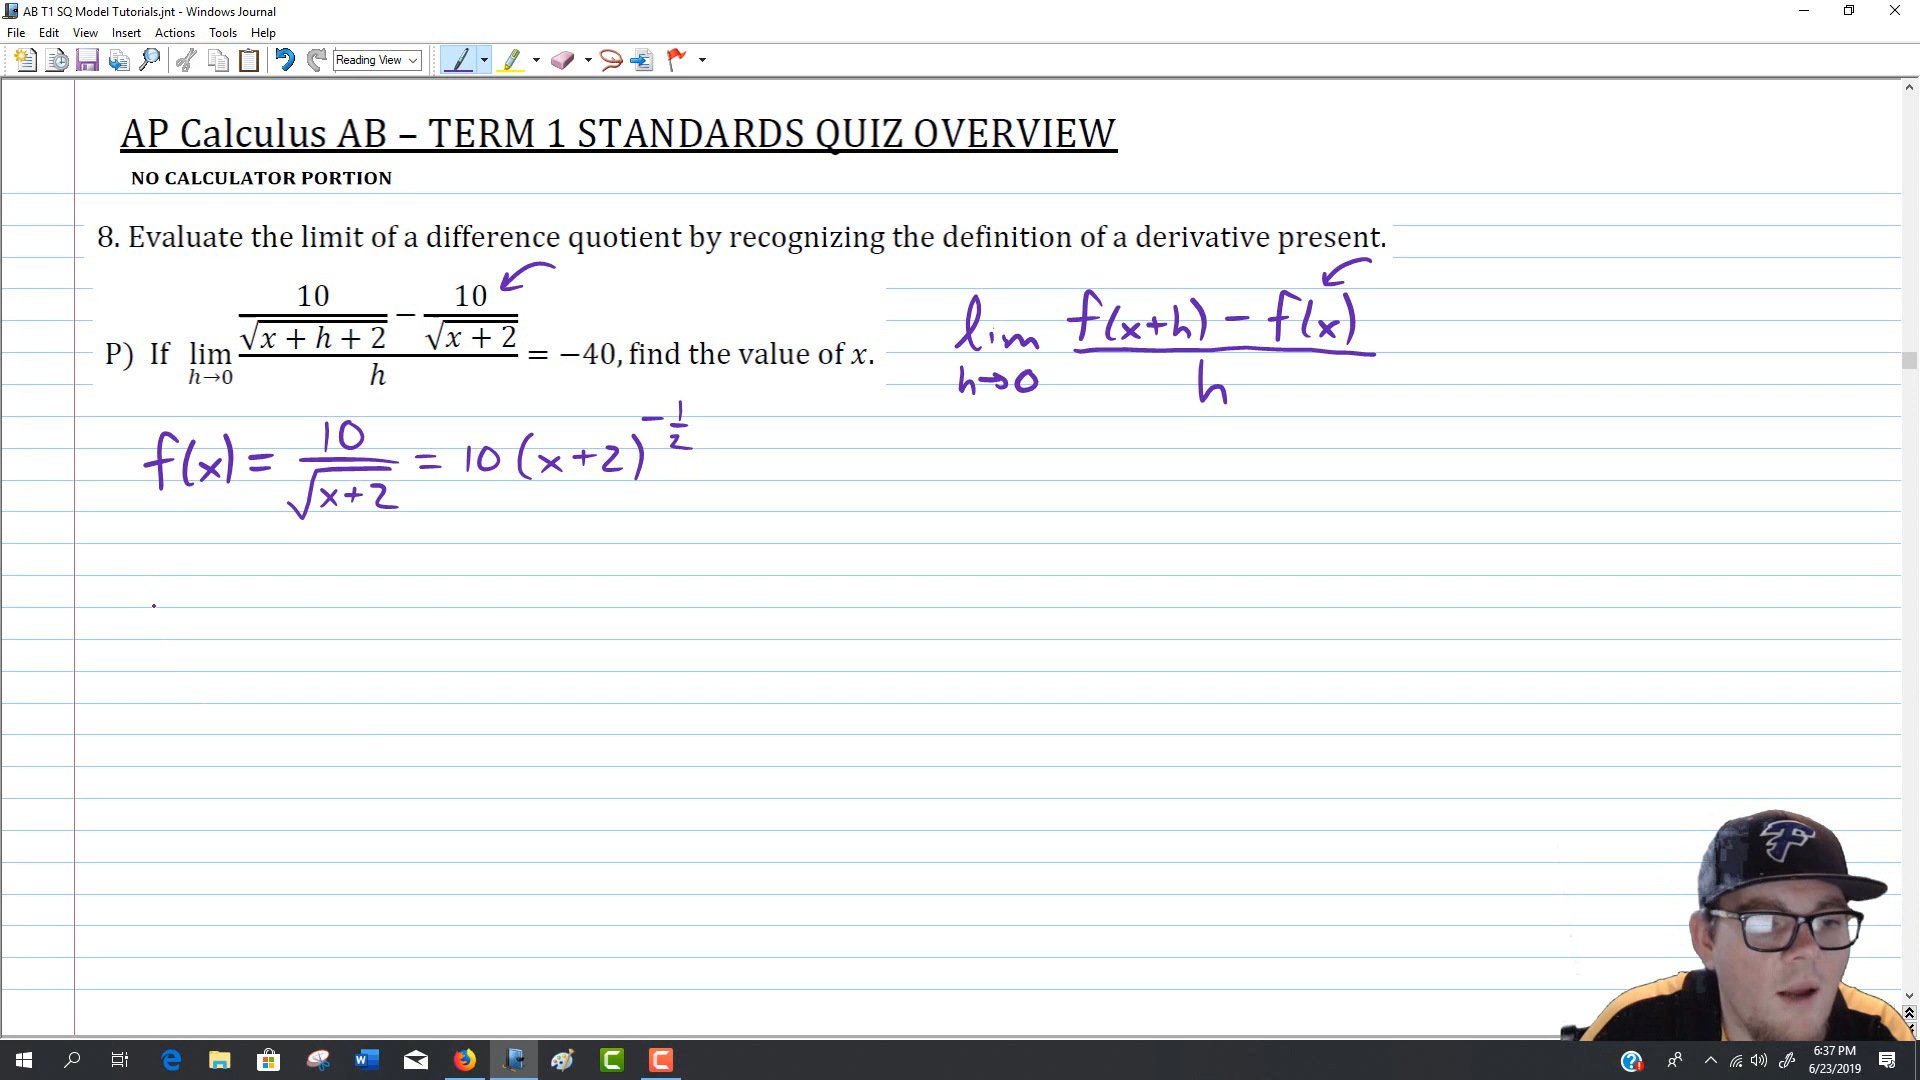 AB T1 SQ Model Tutorials.jnt - Windows Journal
File Edit View Insert Actions Tools Help
Reading View
AP Calculus AB – TERM 1 STANDARDS QUIZ OVERVIEW
NO CALCULATOR PORTION
8. Evaluate the limit of a difference quotient by recognizing the definition of a derivative present.
P) If lim h→0 (10/√(x + h + 2) − 10/√(x + 2))/h = −40, find the value of x.
lim h→0 (f(x+h) − f(x))/h
f(x) = 10/√(x+2) = 10(x+2)^(-1/2)
6:37 PM
6/23/2019